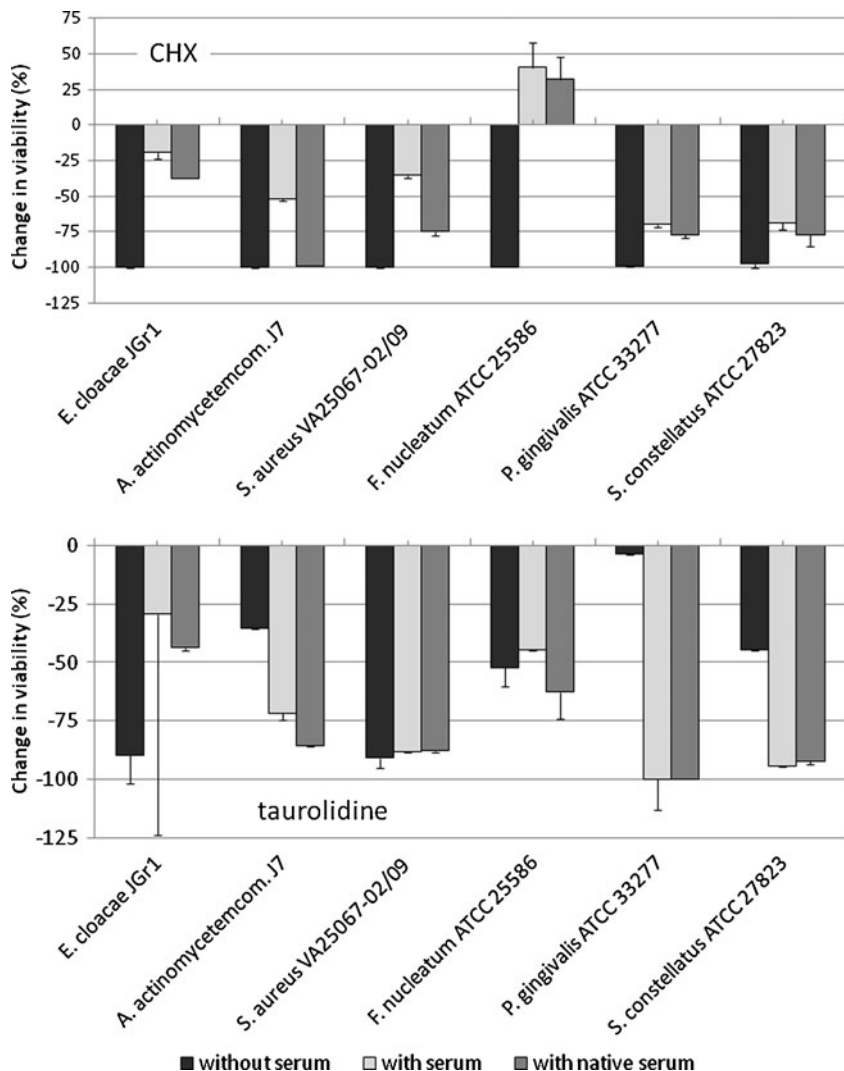 75
50
25
0
-25
-50
-75
-100
-125
Change in viability (%)
CHX
E. cloacae JGr1
A. actinomycetemcom. J7
S. aureus VA25067-02/09
F. nucleatum ATCC 25586
P. gingivalis ATCC 33277
S. constellatus ATCC 27823
0
-25
-50
-75
-100
-125
Change in viability (%)
taurolidine
E. cloacae JGr1
A. actinomycetemcom. J7
S. aureus VA25067-02/09
F. nucleatum ATCC 25586
P. gingivalis ATCC 33277
S. constellatus ATCC 27823
without serum with serum with native serum